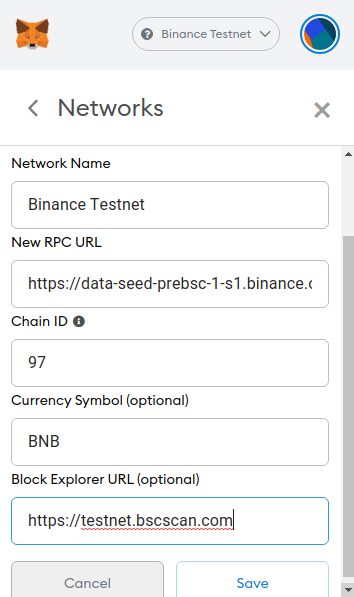 Binance Testnet
Networks
Network Name
Binance Testnet
New RPC URL
https://data-seed-prebsc-1-s1.binance.c
Chain ID
97
Currency Symbol (optional)
BNB
Block Explorer URL (optional)
https://testnet.bscscan.com
Cancel
Save